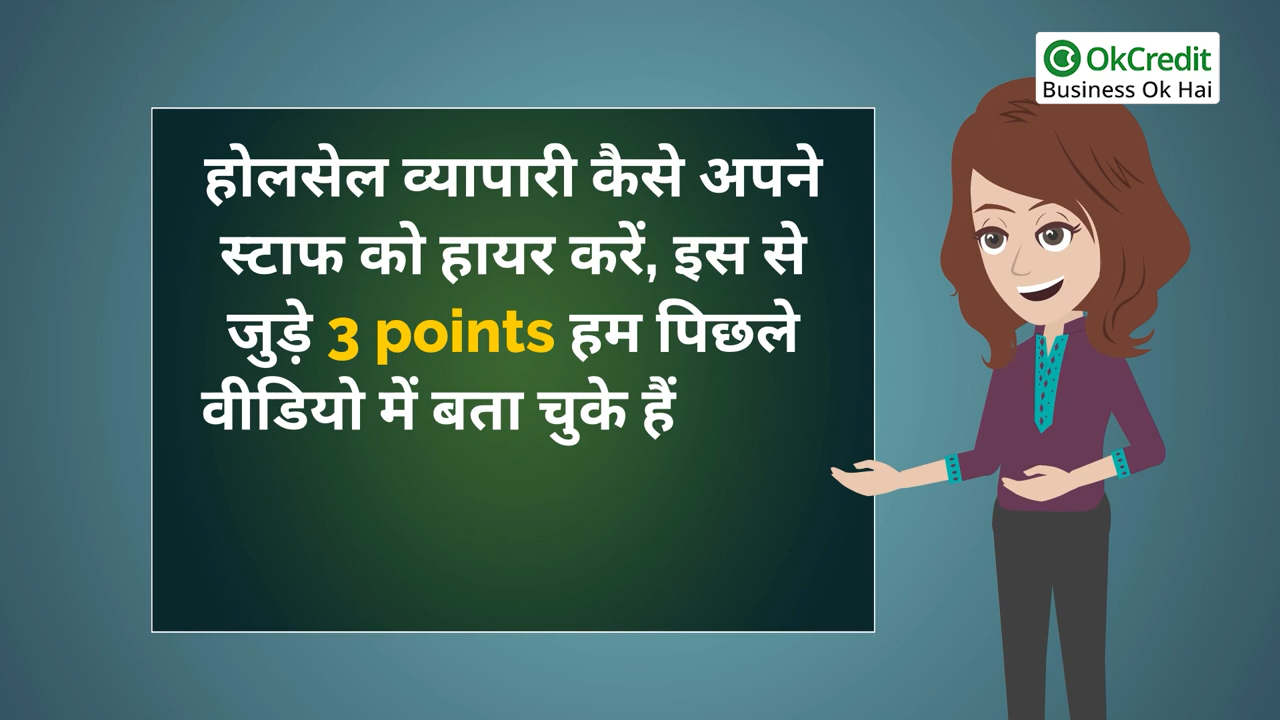 OkCredit
Business Ok Hai
होलसेल व्यापारी कैसे अपने
स्टाफ को हायर करें, इस से
जुड़े 3 points हम पिछले
वीडियो में बता चुके हैं